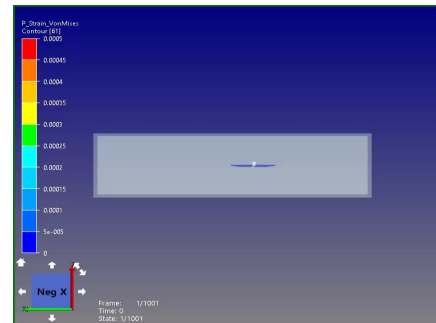 P_Strain_VonMises
Contour [61]
0.0005
0.00045
0.0004
0.00035
0.0003
0.00025
0.0002
0.00015
0.0001
5e-005
0
Neg X
Frame: 1/1001
Time: 0
State: 1/1001